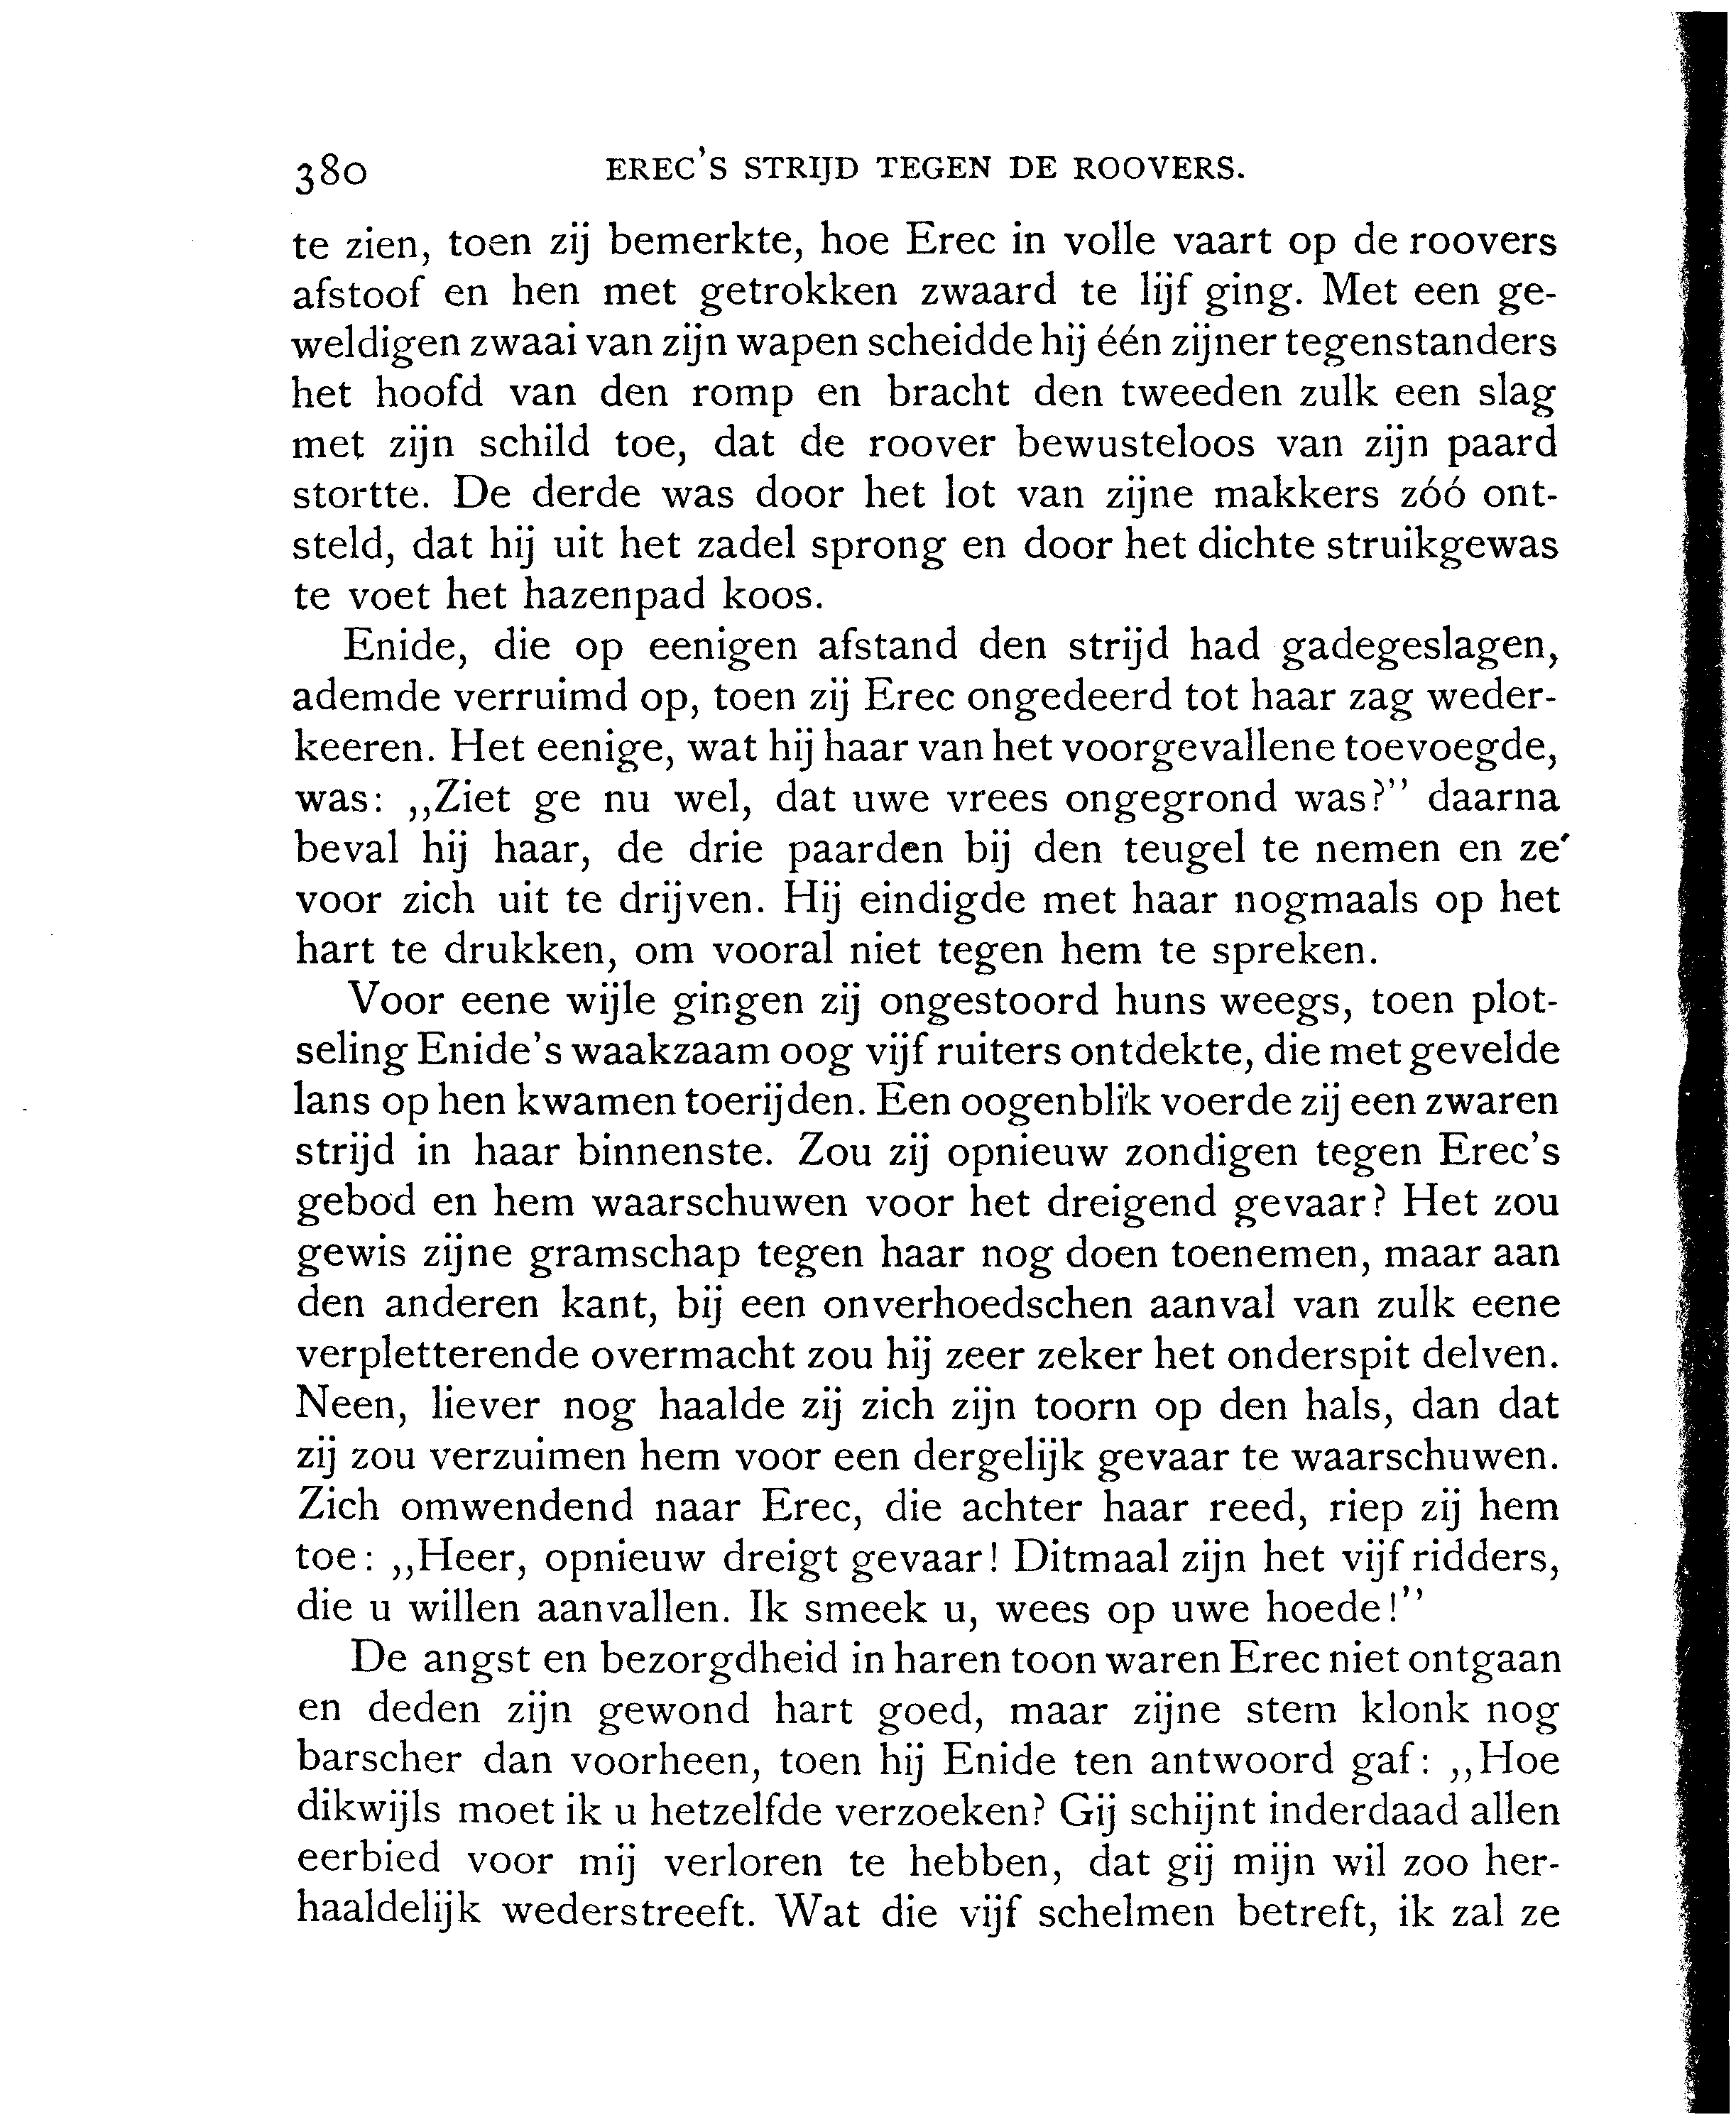 380 EREC'S STRIJD TEGEN DE ROOVERS.
te zien, toen zij bemerkte, hoe Erec in volle vaart op de roovers
afstoof en hen met getrokken zwaard te lijf ging. Met een ge-
weldigen zwaai van zijn wapen scheidde hij één zijner tegenstanders
het hoofd van den romp en bracht den tweeden zulk een slag
met zijn schild toe, dat de roover bewusteloos van zijn paard
stortte. De derde was door het lot van zijne makkers zóó ont-
steld, dat hij uit het zadel sprong en door het dichte struikgewas
te voet het hazenpad koos.
Enide, die op eenigen afstand den strijd had gadegeslagen,
ademde verruimd op, toen zij Erec ongedeerd tot haar zag weder-
keeren. Het eenige, wat hij haar van het voorgevallene toevoegde,
was: ,,Ziet ge nu wel, dat uwe vrees ongegrond was?" daarna
beval hij haar, de drie paarden bij den teugel te nemen en ze
voor zich uit te drijven. Hij eindigde met haar nogmaals op het
hart te drukken, om vooral niet tegen hem te spreken.
Voor eene wijle gingen zij ongestoord huns weegs, toen plot-
seling Enide's waakzaam oog vijf ruiters ontdekte, die met gevelde
lans op hen kwamen toerijden. Een oogenblik voerde zij een zwaren
strijd in haar binnenste. Zou zij opnieuw zondigen tegen Erec's
gebod en hem waarschuwen voor het dreigend gevaar? Het zou
gewis zijne gramschap tegen haar nog doen toenemen, maar aan
den anderen kant, bij een onverhoedschen aanval van zulk eene
verpletterende overmacht zou hij zeer zeker het onderspit delven.
Neen, liever nog haalde zij zich zijn toorn op den hals, dan dat
zij zou verzuimen hem voor een dergelijk gevaar te waarschuwen.
Zich omwendend naar Erec, die achter haar reed, riep zij hem
toe: ,,Heer, opnieuw dreigt gevaar! Ditmaal zijn het vijf ridders,
die u willen aanvallen. Ik smeek u, wees op uwe hoede!"
De angst en bezorgdheid in haren toon waren Erec niet ontgaan
en deden zijn gewond hart goed, maar zijne stem klonk nog
barscher dan voorheen, toen hij Enide ten antwoord gaf: ,,Hoe
dikwijls moet ik u hetzelfde verzoeken? Gij schijnt inderdaad allen
eerbied voor mij verloren te hebben, dat gij mijn wil zoo her-
haaldelijk wederstreeft. Wat die vijf schelmen betreft, ik zal ze